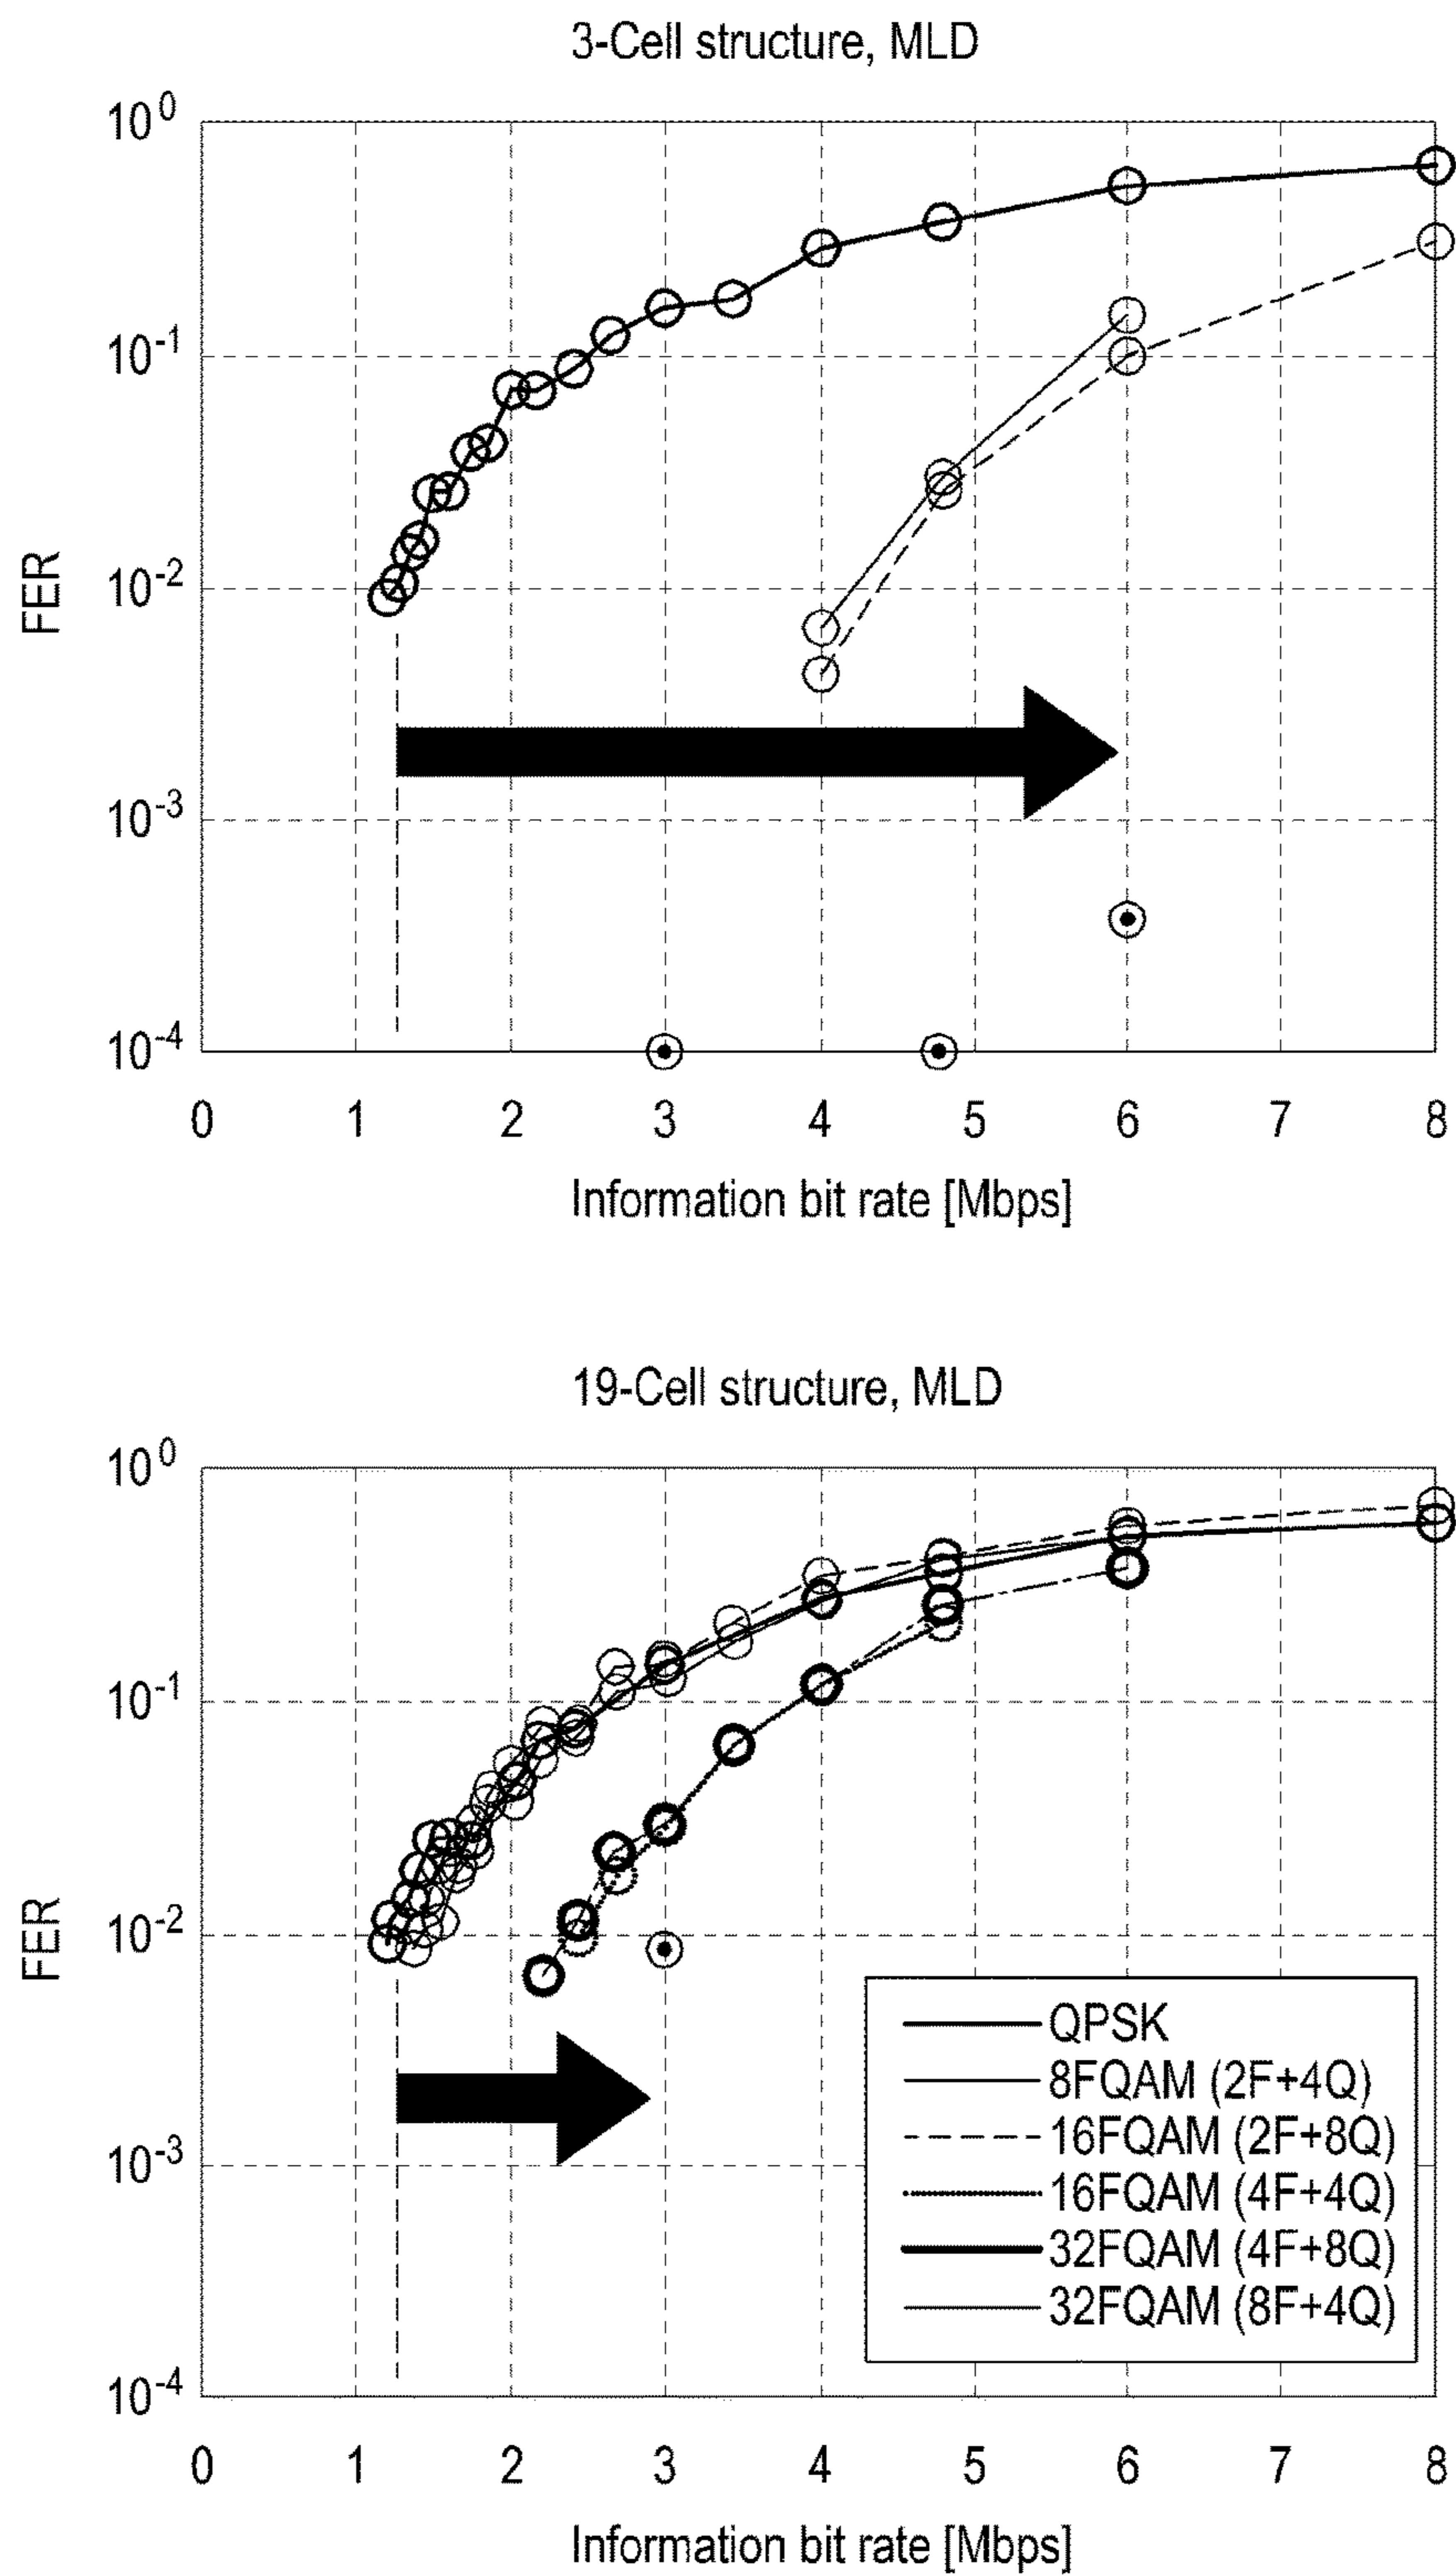 3-Cell structure, MLD
10^0
10^-1
10^-2
10^-3
10^-4
FER
0 1 2 3 4 5 6 7 8
Information bit rate [Mbps]
19-Cell structure, MLD
10^0
10^-1
10^-2
10^-3
10^-4
FER
QPSK
8FQAM (2F+4Q)
16FQAM (2F+8Q)
16FQAM (4F+4Q)
32FQAM (4F+8Q)
32FQAM (8F+4Q)
0 1 2 3 4 5 6 7 8
Information bit rate [Mbps]